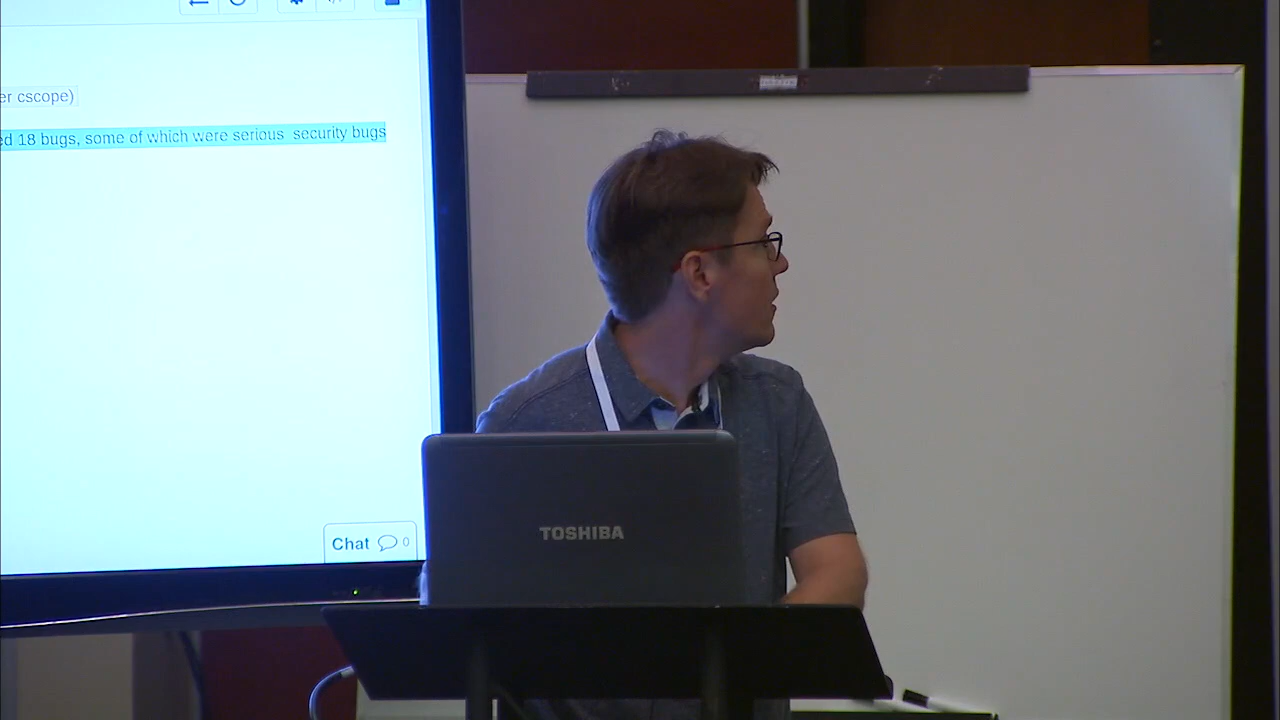 er cscope)
ed 18 bugs, some of which were serious  security bugs
Chat 0
TOSHIBA